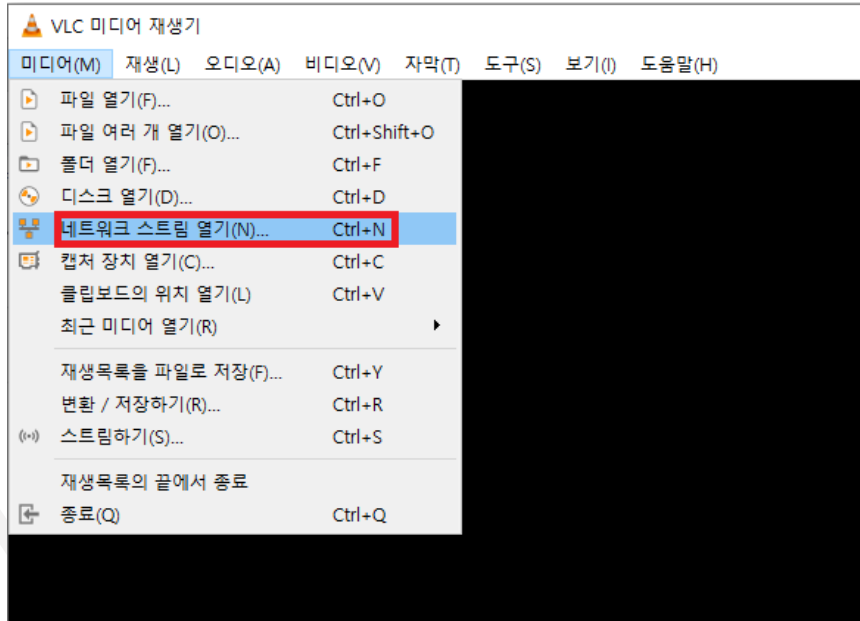 VLC 미디어 재생기
미디어(M) 재생(L) 오디오(A) 비디오(V) 자막(T) 도구(S) 보기(I) 도움말(H)
파일 열기(F)... Ctrl+O
파일 여러 개 열기(O)... Ctrl+Shift+O
폴더 열기(F)... Ctrl+F
디스크 열기(D)... Ctrl+D
네트워크 스트림 열기(N)... Ctrl+N
캡처 장치 열기(C)... Ctrl+C
클립보드의 위치 열기(L) Ctrl+V
최근 미디어 열기(R)
재생목록을 파일로 저장(F)... Ctrl+Y
변환 / 저장하기(R)... Ctrl+R
스트림하기(S)... Ctrl+S
재생목록의 끝에서 종료
종료(Q) Ctrl+Q